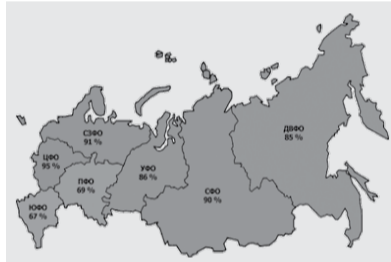 СЗФО
91 %
ДВФО
85 %
ЦФО
95 %
УФО
86 %
ПФО
69 %
СФО
90 %
ЮФО
67 %